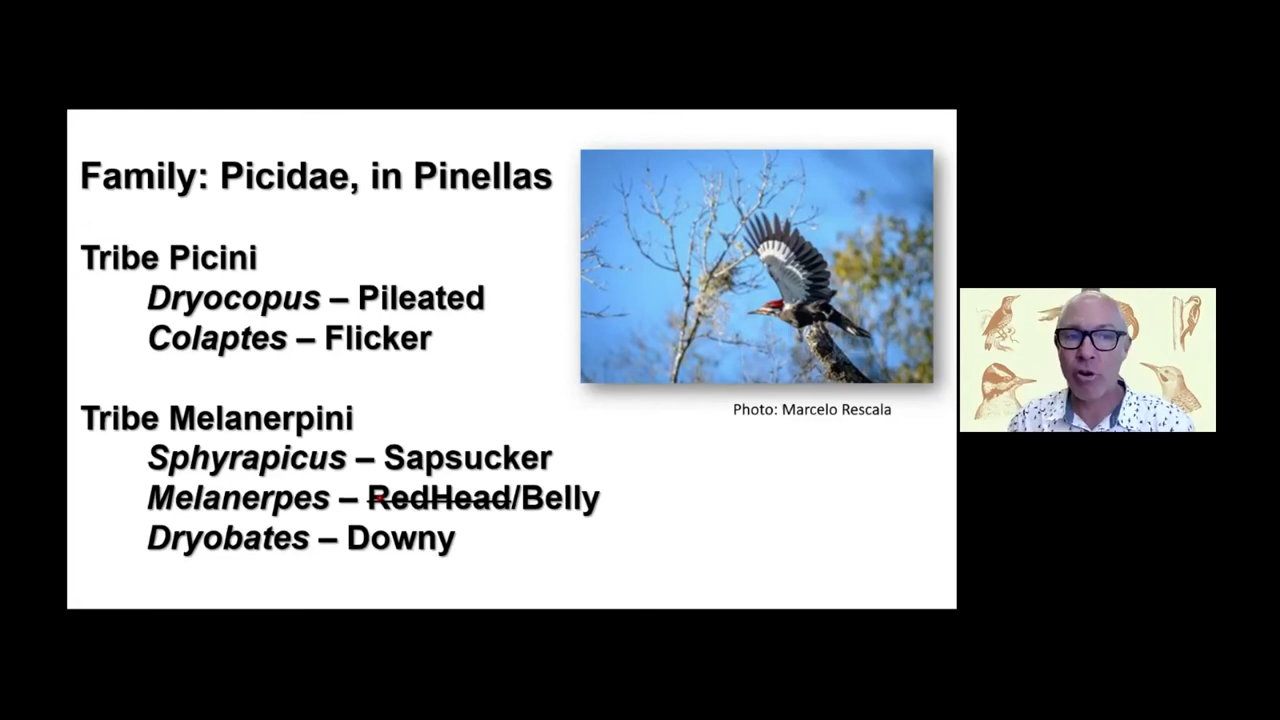 Family: Picidae, in Pinellas
Tribe Picini
Dryocopus – Pileated
Colaptes – Flicker
Tribe Melanerpini
Sphyrapicus – Sapsucker
Melanerpes – RedHead/Belly
Dryobates – Downy
Photo: Marcelo Rescala